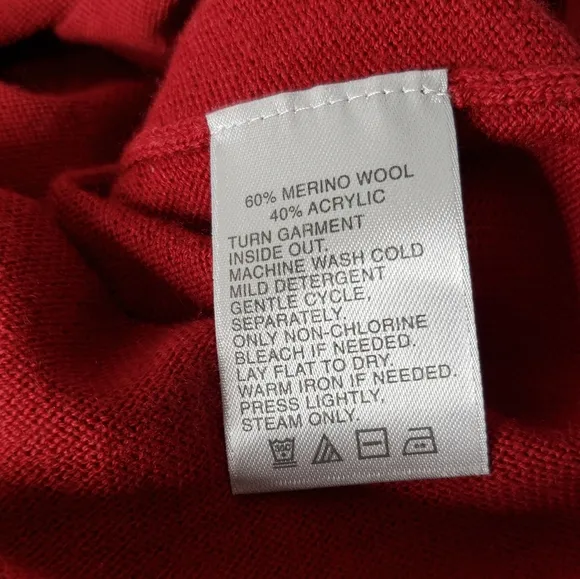 60% MERINO WOOL
40% ACRYLIC
TURN GARMENT
INSIDE OUT.
MACHINE WASH COLD
MILD DETERGENT
GENTLE CYCLE,
SEPARATELY.
ONLY NON-CHLORINE
BLEACH IF NEEDED.
LAY FLAT TO DRY.
WARM IRON IF NEEDED.
PRESS LIGHTLY.
STEAM ONLY.